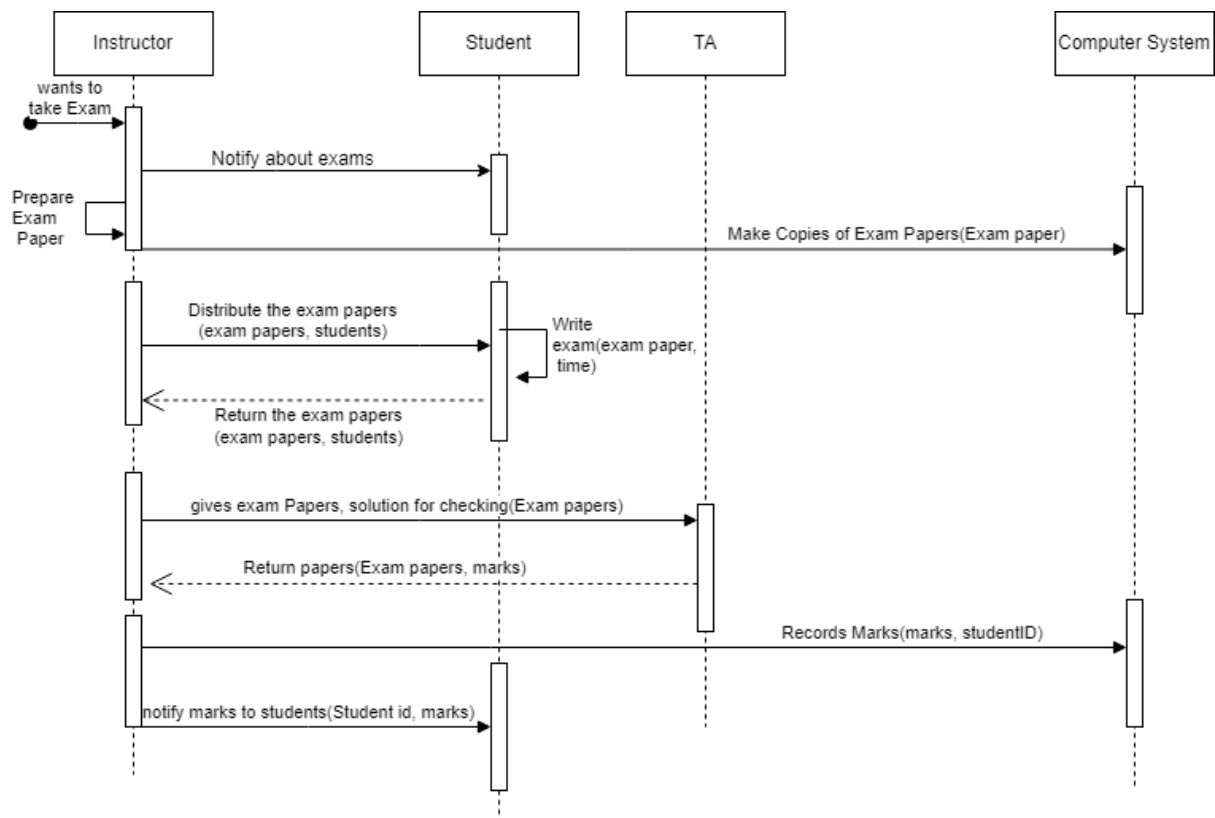 Instructor
Student
TA
Computer System
wants to
take Exam
Notify about exams
Prepare
Exam
Paper
Make Copies of Exam Papers(Exam paper)
Distribute the exam papers
(exam papers, students)
Write
exam(exam paper,
time)
Return the exam papers
(exam papers, students)
gives exam Papers, solution for checking(Exam papers)
Return papers(Exam papers, marks)
Records Marks(marks, studentID)
notify marks to students(Student id, marks)